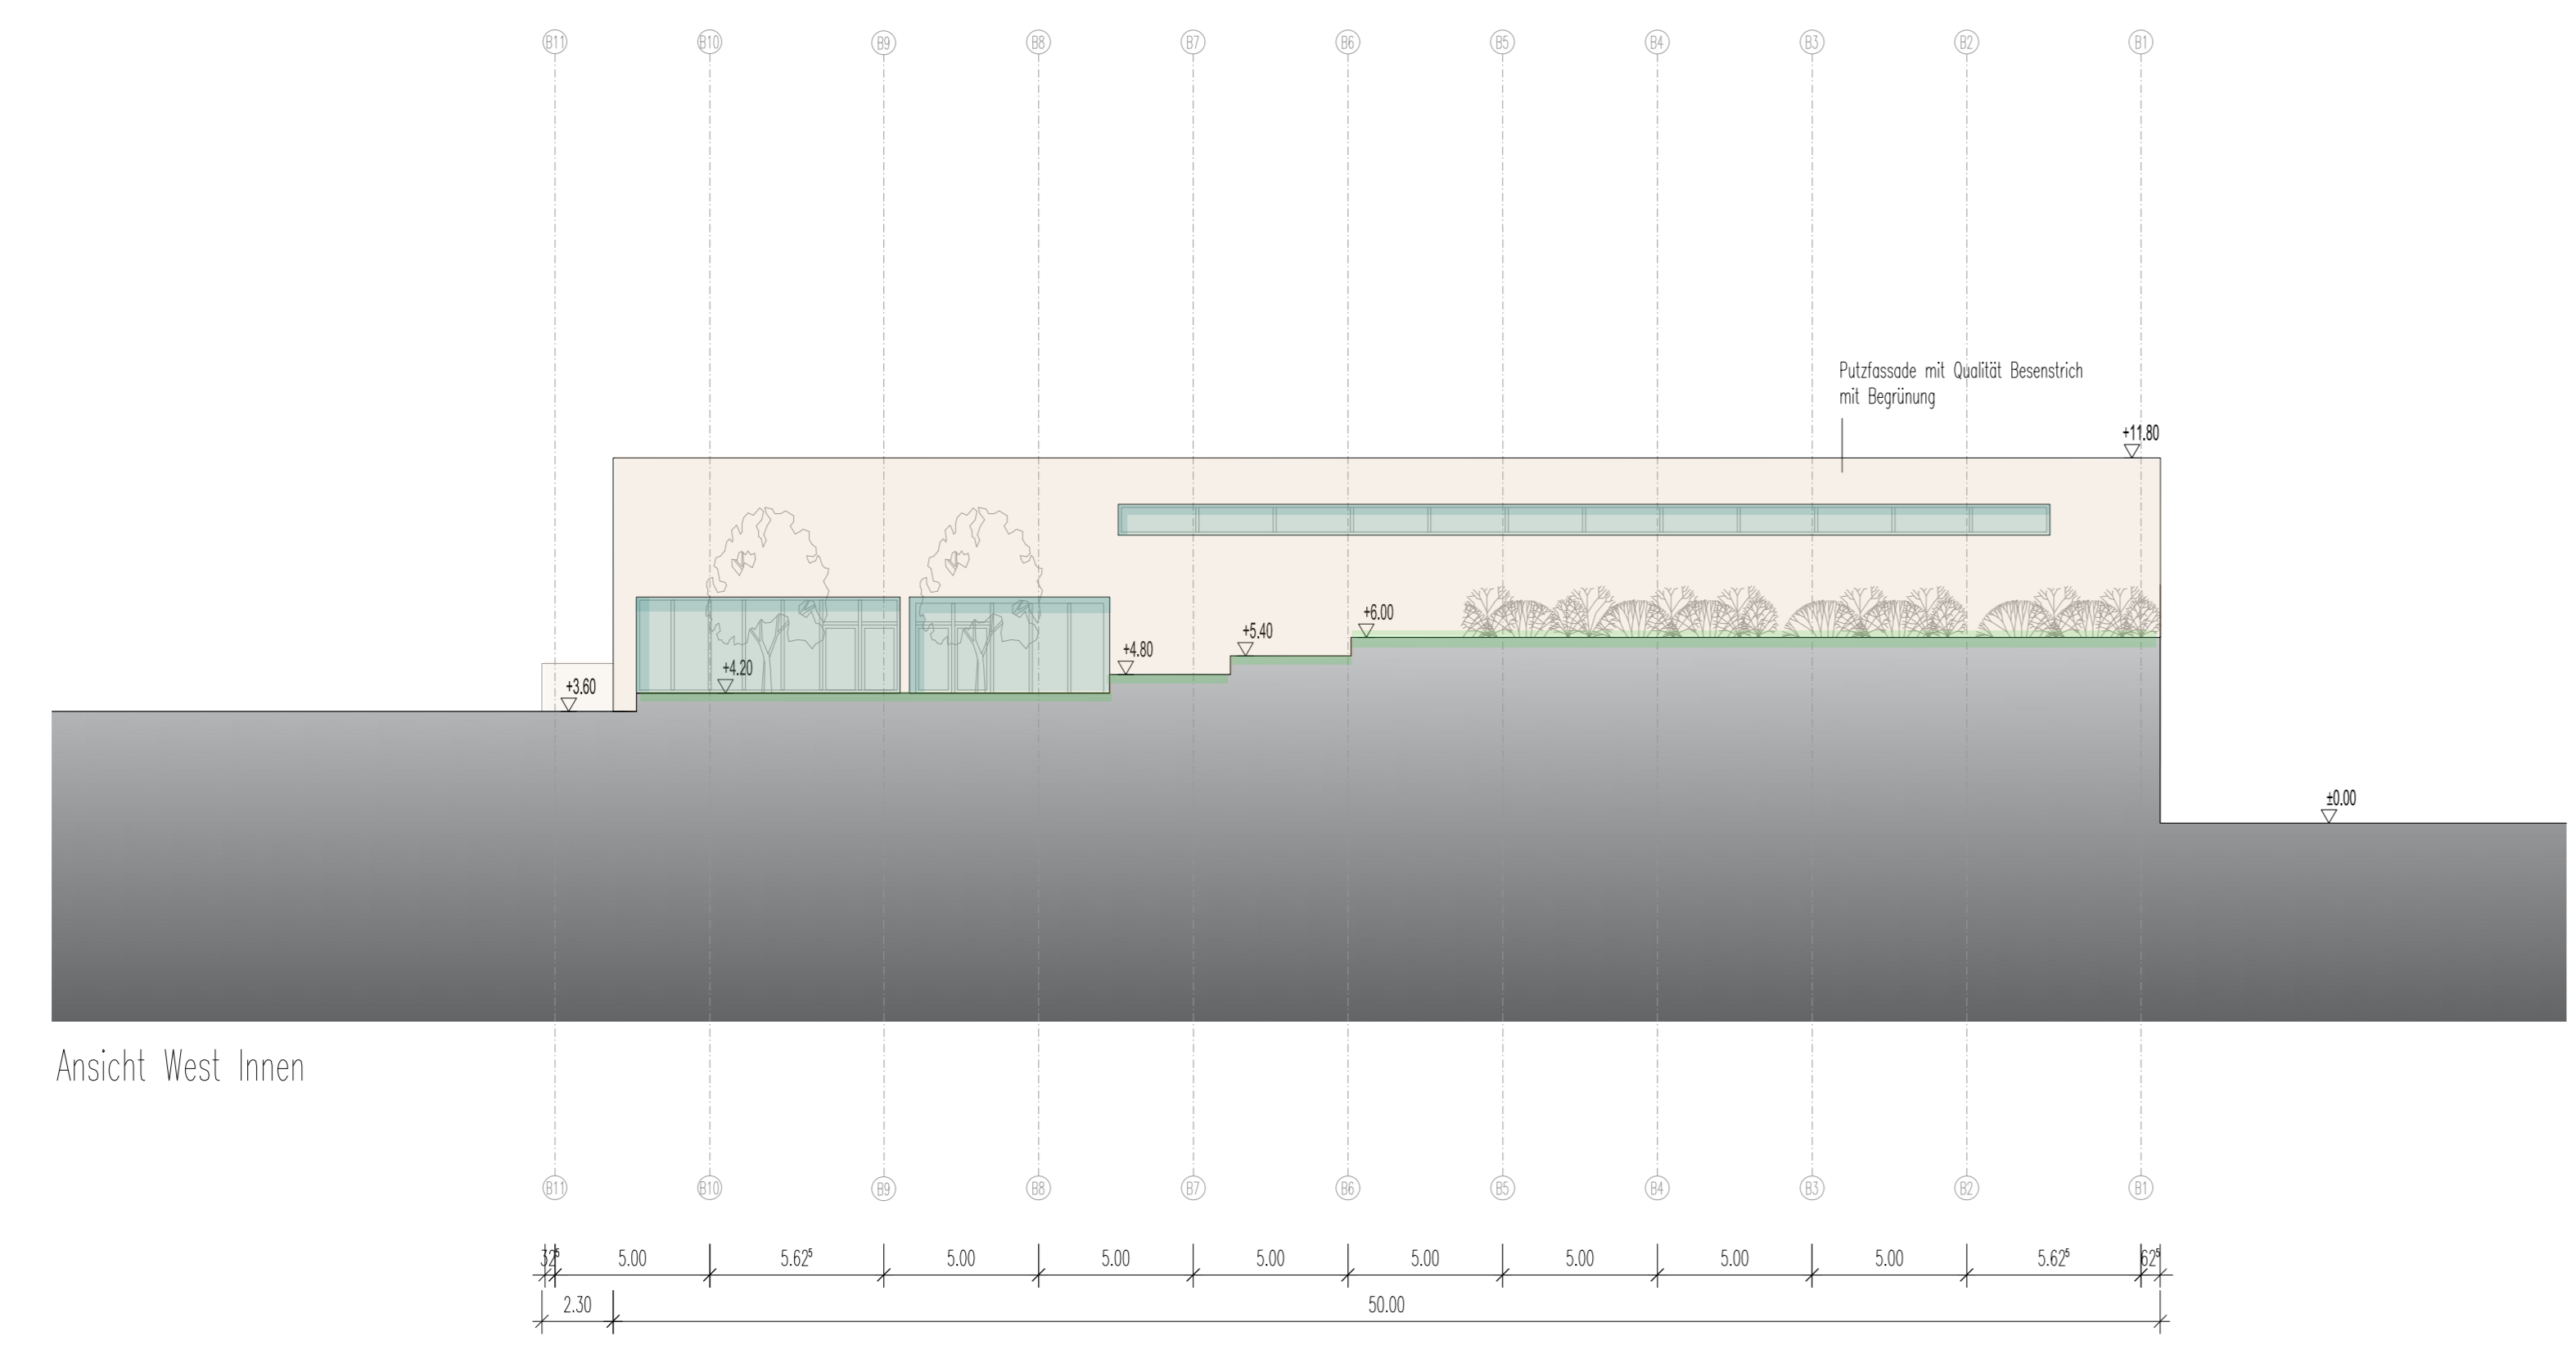 B11 B10 B9 B8 B7 B6 B5 B4 B3 B2 B1
Putzfassade mit Qualität Besenstrich
mit Begrünung
+11.80
+6.00
+5.40
+4.80
+4.20
+3.60
±0.00
Ansicht West Innen
B11 B10 B9 B8 B7 B6 B5 B4 B3 B2 B1
32⁵ 5.00 5.62⁵ 5.00 5.00 5.00 5.00 5.00 5.00 5.00 5.62⁵ 62⁵
2.30 50.00